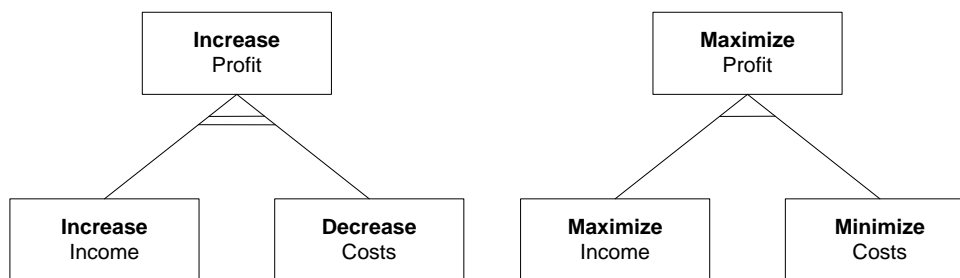 Increase
Profit
Maximize
Profit
Increase
Income
Decrease
Costs
Maximize
Income
Minimize
Costs